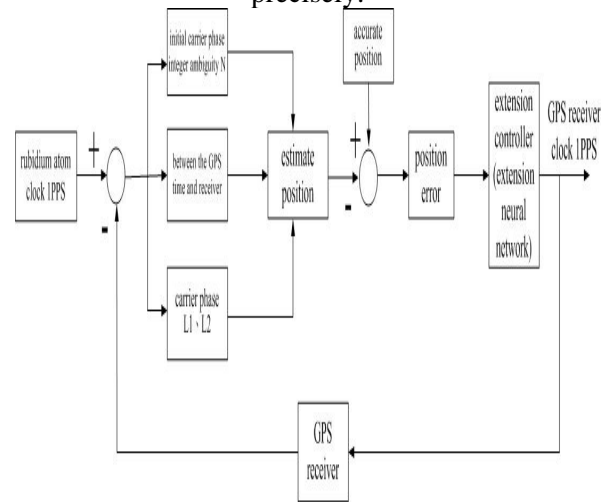 precisely.
initial carrier phase
integer ambiguity N
accurate
position
rubidium atom
clock 1PPS
+
-
between the GPS
time and receiver
estimate
position
+
-
position
error
extension
controller
(extension
neural
network)
GPS receiver
clock 1PPS
carrier phase
L1、L2
GPS
receiver